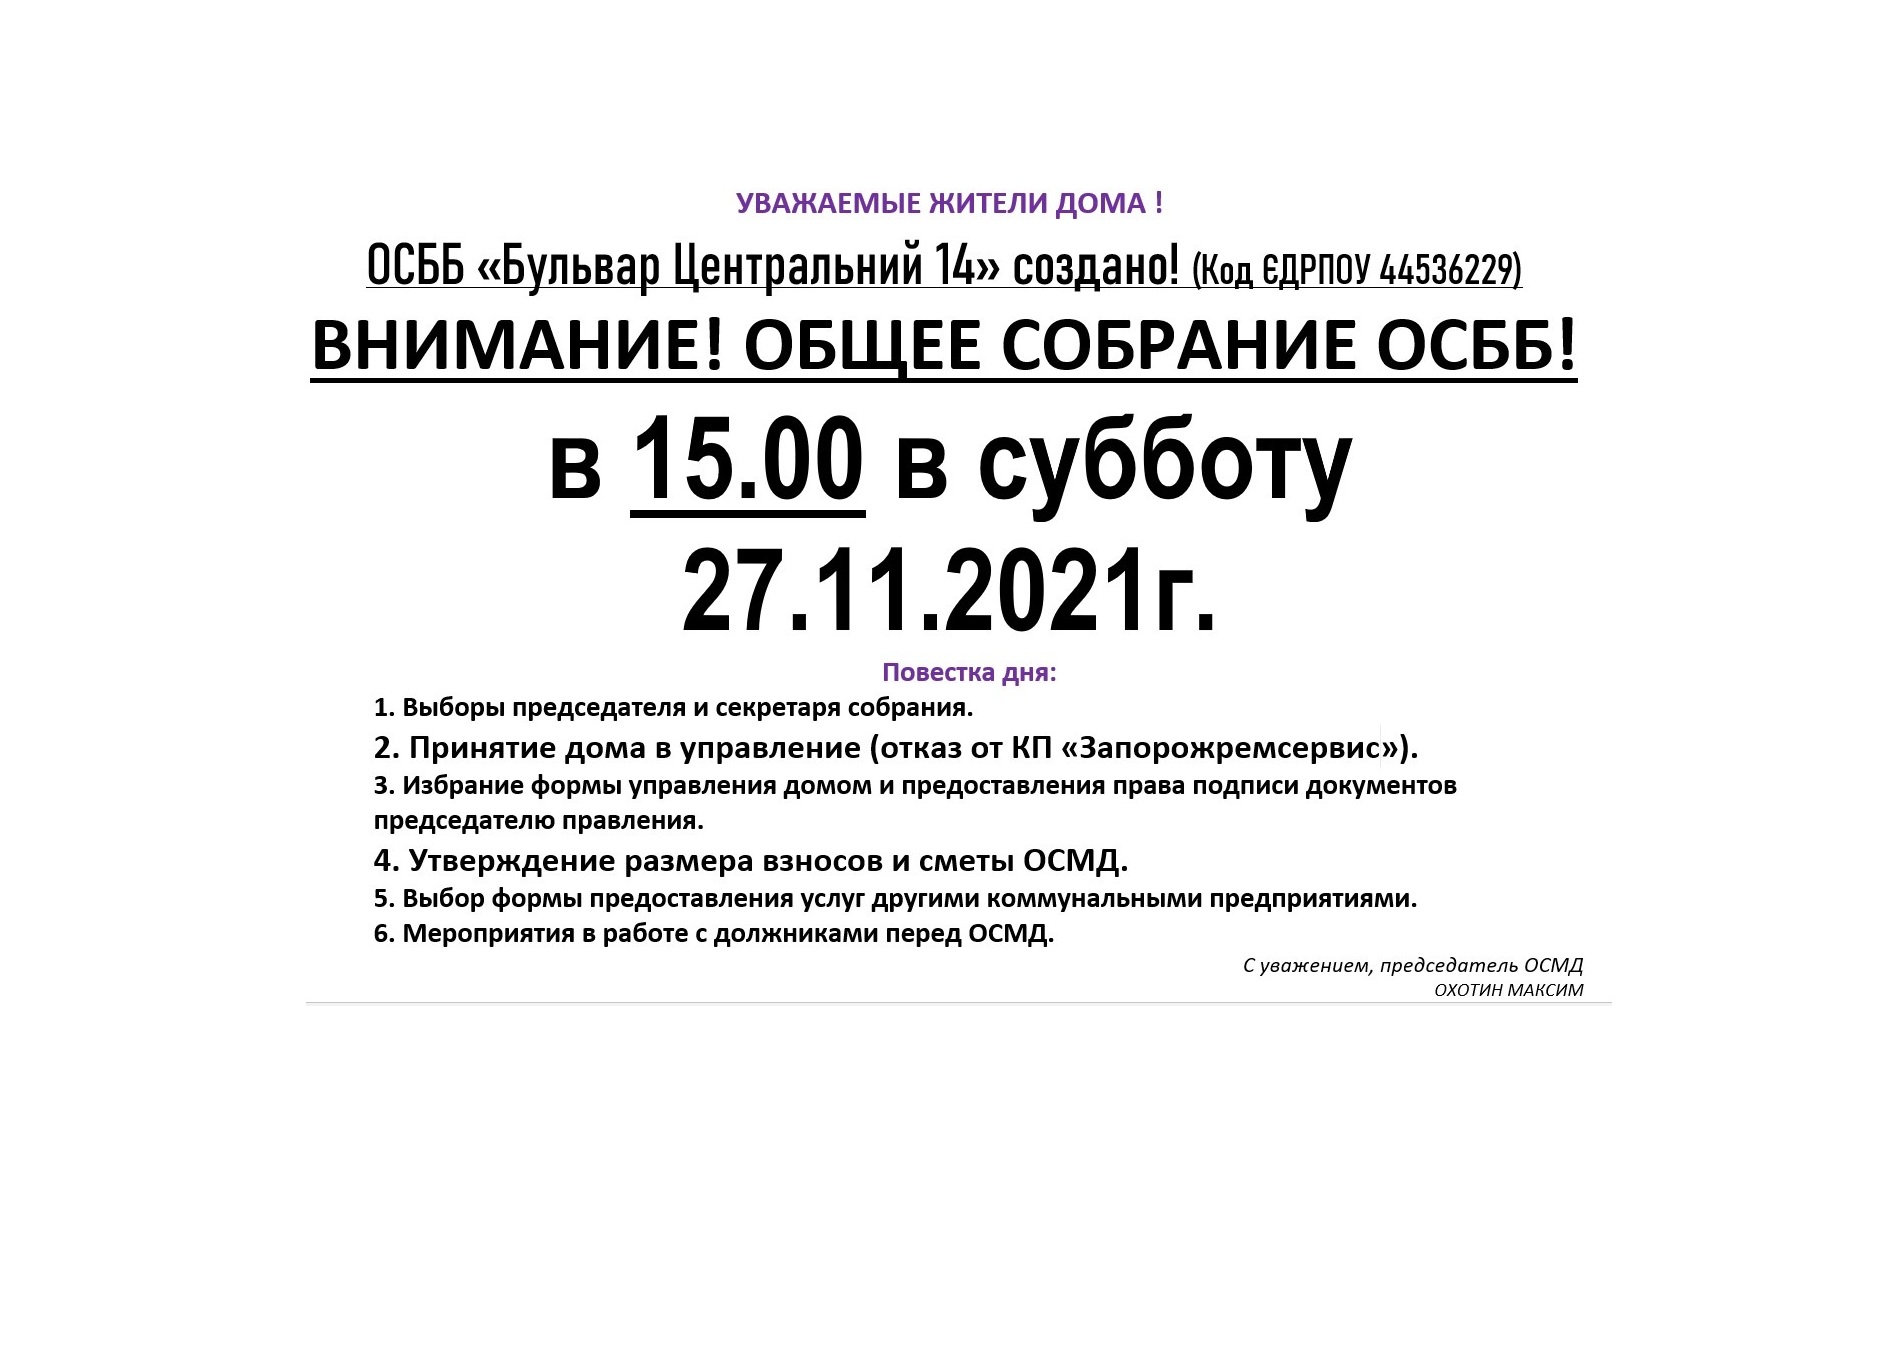 УВАЖАЕМЫЕ ЖИТЕЛИ ДОМА !
ОСББ «Бульвар Центральний 14» создано! (Код ЄДРПОУ 44536229)
ВНИМАНИЕ! ОБЩЕЕ СОБРАНИЕ ОСББ!
в 15.00 в субботу
27.11.2021г.
Повестка дня:
1. Выборы председателя и секретаря собрания.
2. Принятие дома в управление (отказ от КП «Запорожремсервис»).
3. Избрание формы управления домом и предоставления права подписи документов
председателю правления.
4. Утверждение размера взносов и сметы ОСМД.
5. Выбор формы предоставления услуг другими коммунальными предприятиями.
6. Мероприятия в работе с должниками перед ОСМД.
С уважением, председатель ОСМД
ОХОТИН МАКСИМ